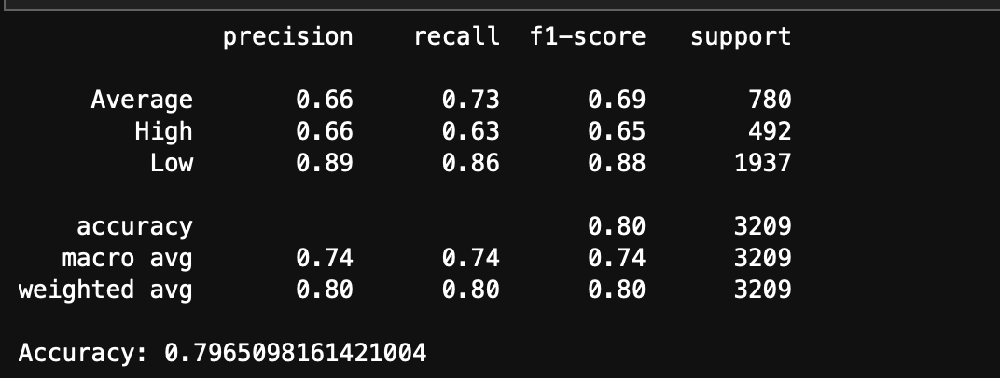 precision recall f1-score support
Average 0.66 0.73 0.69 780
High 0.66 0.63 0.65 492
Low 0.89 0.86 0.88 1937
accuracy 0.80 3209
macro avg 0.74 0.74 0.74 3209
weighted avg 0.80 0.80 0.80 3209
Accuracy: 0.7965098161421004